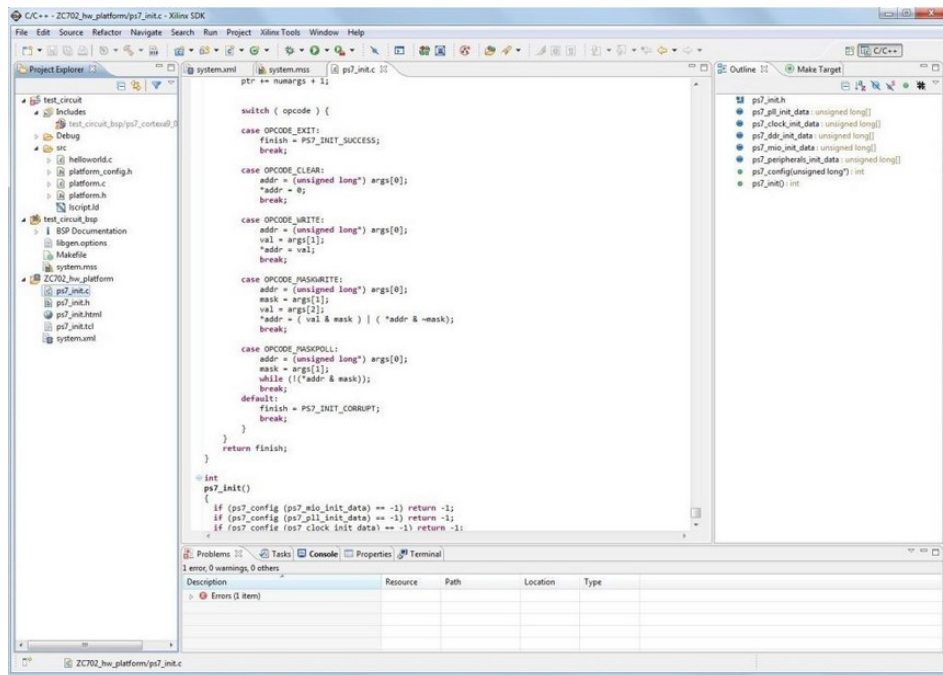 C/C++ - ZC702_hw_platform/ps7_init.c - Xilinx SDK
File Edit Source Refactor Navigate Search Run Project Xilinx Tools Window Help
C/C++
Project Explorer
test_circuit
Includes
test_circuit_bsp/ps7_cortexa9_0
Debug
src
helloworld.c
platform_config.h
platform.c
platform.h
lscript.ld
test_circuit_bsp
BSP Documentation
libgen.options
Makefile
system.mss
ZC702_hw_platform
ps7_init.c
ps7_init.h
ps7_init.html
ps7_init.tcl
system.xml
system.xml system.mss ps7_init.c
ptr += numargs + 1;
switch ( opcode ) {
case OPCODE_EXIT:
finish = PS7_INIT_SUCCESS;
break;
case OPCODE_CLEAR:
addr = (unsigned long*) args[0];
*addr = 0;
break;
case OPCODE_WRITE:
addr = (unsigned long*) args[0];
val = args[1];
*addr = val;
break;
case OPCODE_MASKWRITE:
addr = (unsigned long*) args[0];
mask = args[1];
val = args[2];
*addr = ( val & mask ) | ( *addr & ~mask);
break;
case OPCODE_MASKPOLL:
addr = (unsigned long*) args[0];
mask = args[1];
while (!(*addr & mask));
break;
default:
finish = PS7_INIT_CORRUPT;
break;
}
}
return finish;
}
int
ps7_init()
{
if (ps7_config (ps7_mio_init_data) == -1) return -1;
if (ps7_config (ps7_pll_init_data) == -1) return -1;
if (ps7_config (ps7_clock_init_data) == -1) return -1;
Outline Make Target
ps7_init.h
ps7_pll_init_data : unsigned long[]
ps7_clock_init_data : unsigned long[]
ps7_ddr_init_data : unsigned long[]
ps7_mio_init_data : unsigned long[]
ps7_peripherals_init_data : unsigned long[]
ps7_config(unsigned long*) : int
ps7_init() : int
Problems Tasks Console Properties Terminal
1 error, 0 warnings, 0 others
Description Resource Path Location Type
Errors (1 item)
ZC702_hw_platform/ps7_init.c